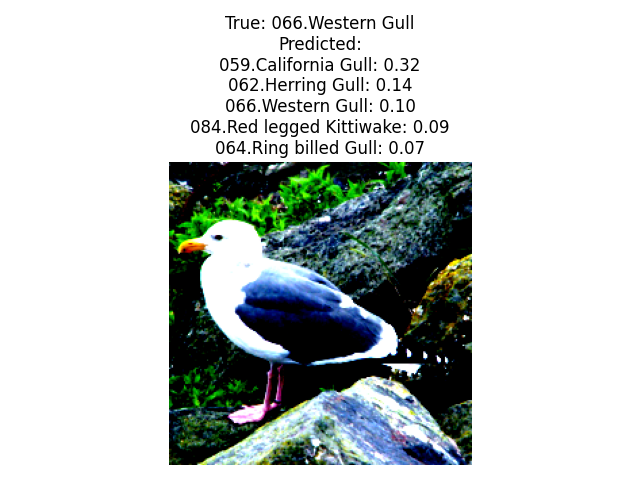 True: 066.Western Gull
Predicted:
059.California Gull: 0.32
062.Herring Gull: 0.14
066.Western Gull: 0.10
084.Red legged Kittiwake: 0.09
064.Ring billed Gull: 0.07